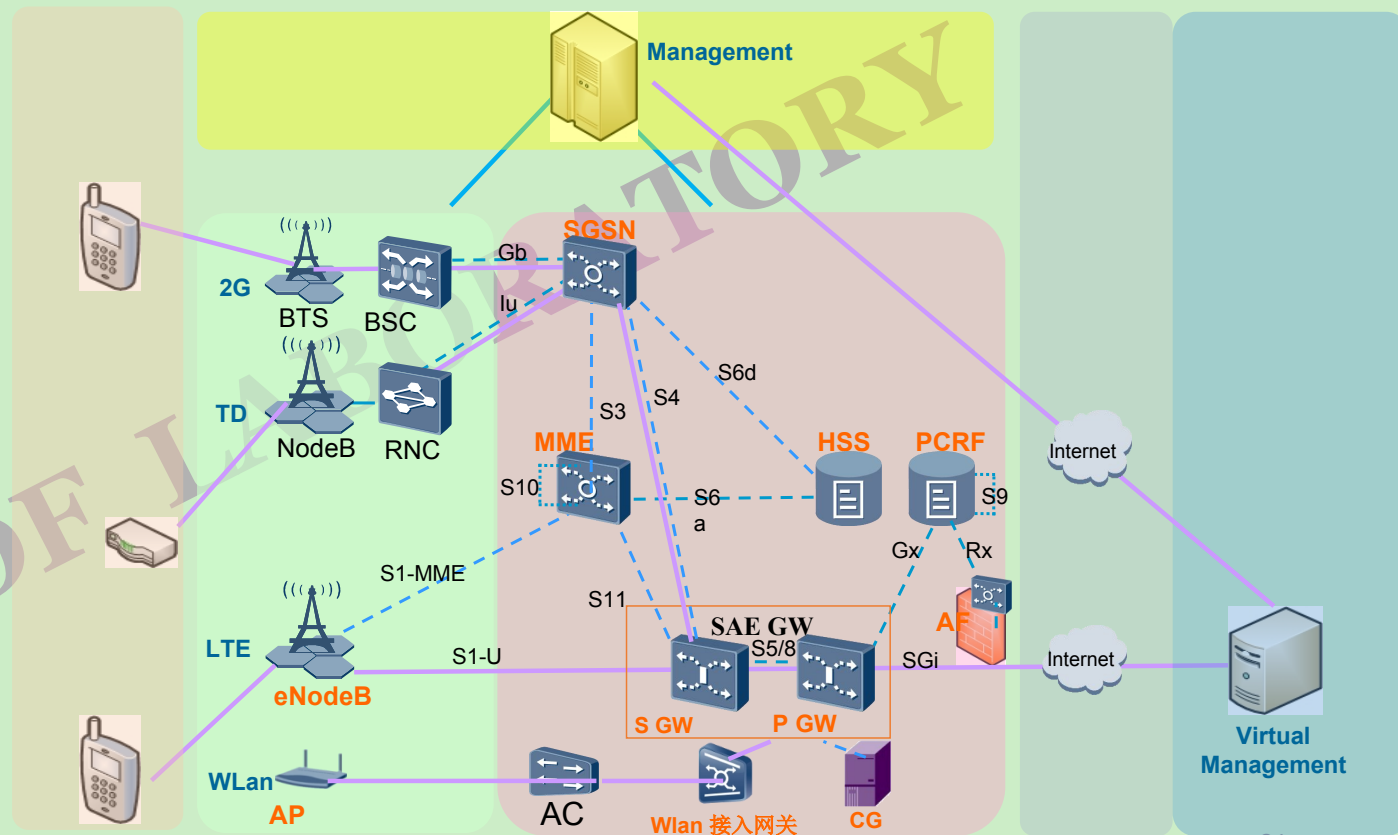 Management
OF LABORATORY
SGSN
Gb
2G
BTS
BSC
Iu
S6d
TD
S3
S4
NodeB
RNC
MME
HSS
PCRF
Internet
S10
S6
a
S9
Gx
Rx
S1-MME
S11
AF
SAE GW
LTE
S1-U
S5/8
SGi
Internet
eNodeB
S GW
P GW
Virtual
Management
WLan
AP
AC
Wlan 接入网关
CG